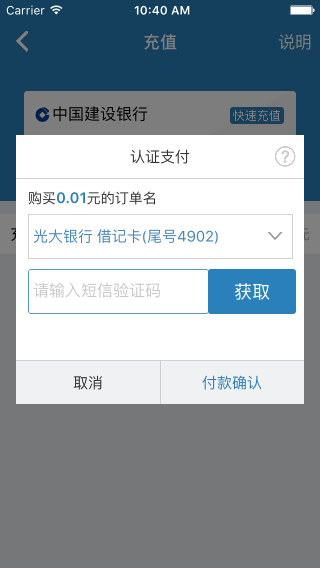 Carrier 10:40 AM
充值 说明
中国建设银行 快速充值
认证支付 ?
购买0.01元的订单名
光大银行 借记卡(尾号4902)
请输入短信验证码 获取
取消 付款确认